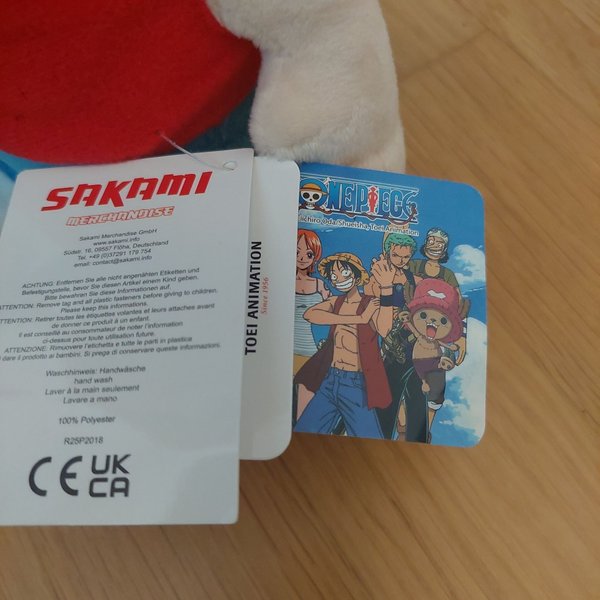 SAKAMI
MERCHANDISE
Sakami Merchandise GmbH
www.sakami.info
Südstr. 16, 08557 Flöha, Deutschland
Tel. +49 (0)37291 179 754
email: contact@sakami.info
ACHTUNG: Entfernen Sie alle nicht angenähten Etiketten und
Befestigungsteile, bevor Sie diesen Artikel einem Kind geben.
Bitte bewahren Sie diese Informationen auf.
ATTENTION: Remove tag and all plastic fasteners before giving to children.
Please keep this informations.
ATTENTION: Retirer toutes les étiquettes volantes et leurs attaches avant
de donner ce produit à un enfant.
Il est conseillé au consommateur de noter l'information
ci-dessus pour toute utilisation future.
ATTENZIONE: Rimuovere l'etichetta e tutte le parti in plastica
dare il prodotto ai bambini. Si prega di conservare queste informazioni.
Waschhinweis: Handwäsche
hand wash
Laver à la main seulement
Lavare a mano
100% Polyester
R25P2018
CE UK
CA
TOEI ANIMATION
Since 1956
ONE PIECE
iichiro Oda/Shueisha, Toei Animation